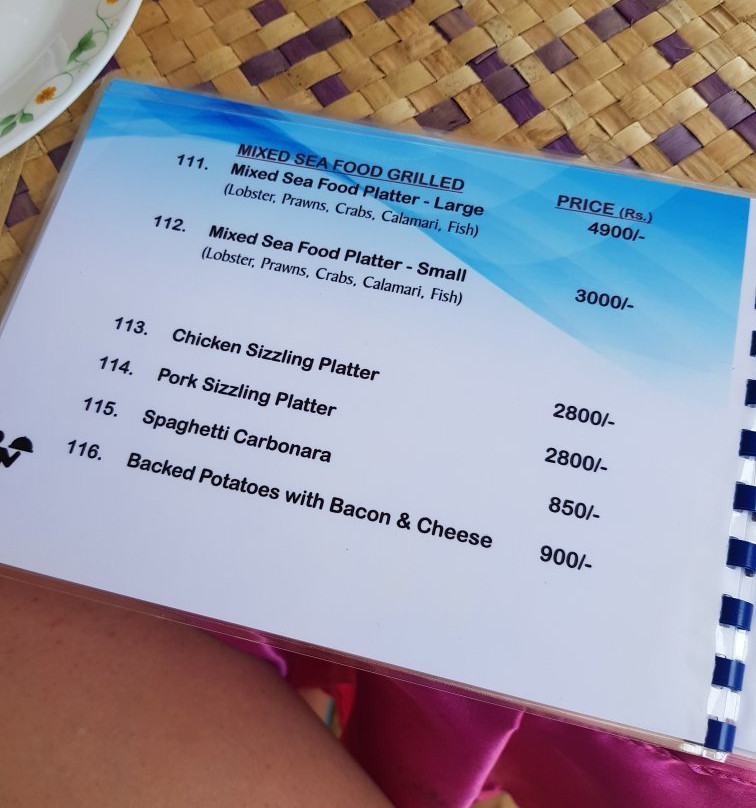 MIXED SEA FOOD GRILLED
PRICE (Rs.)
111. Mixed Sea Food Platter - Large 4900/-
(Lobster, Prawns, Crabs, Calamari, Fish)
112. Mixed Sea Food Platter - Small 3000/-
(Lobster, Prawns, Crabs, Calamari, Fish)
113. Chicken Sizzling Platter 2800/-
114. Pork Sizzling Platter 2800/-
115. Spaghetti Carbonara 850/-
116. Backed Potatoes with Bacon & Cheese 900/-